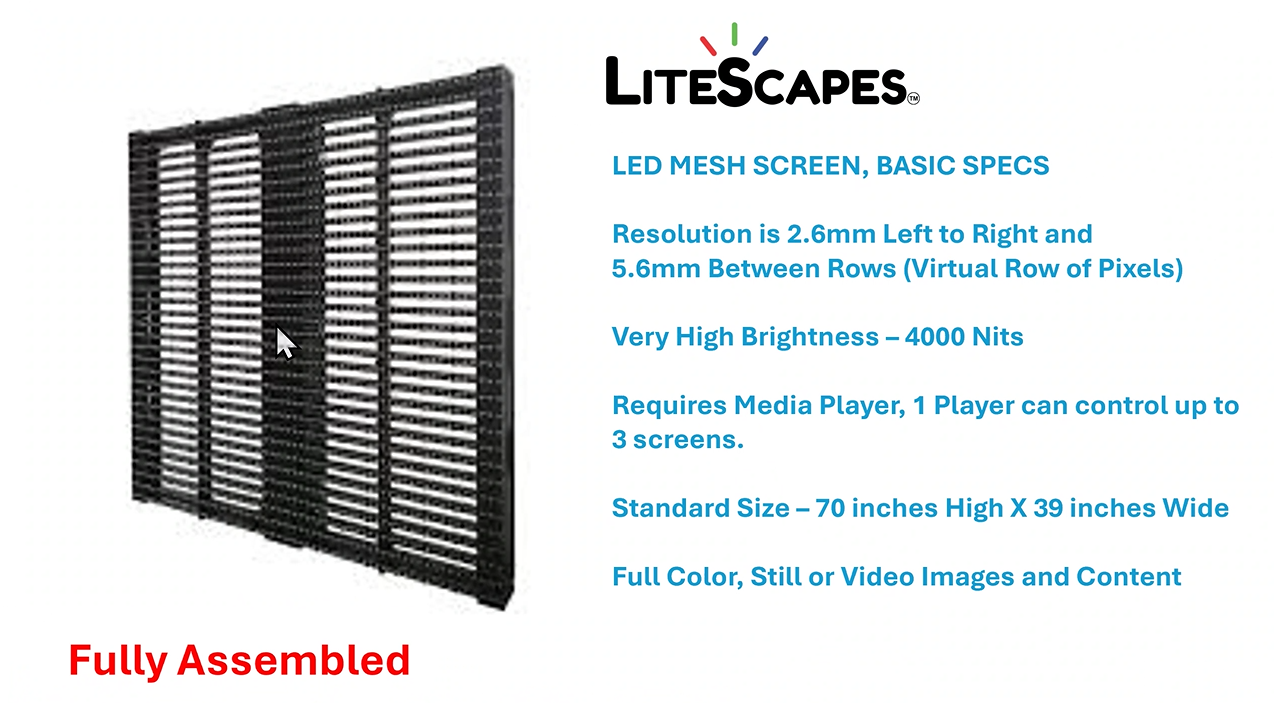 LITESCAPES™
LED MESH SCREEN, BASIC SPECS
Resolution is 2.6mm Left to Right and
5.6mm Between Rows (Virtual Row of Pixels)
Very High Brightness – 4000 Nits
Requires Media Player, 1 Player can control up to
3 screens.
Standard Size – 70 inches High X 39 inches Wide
Full Color, Still or Video Images and Content
Fully Assembled